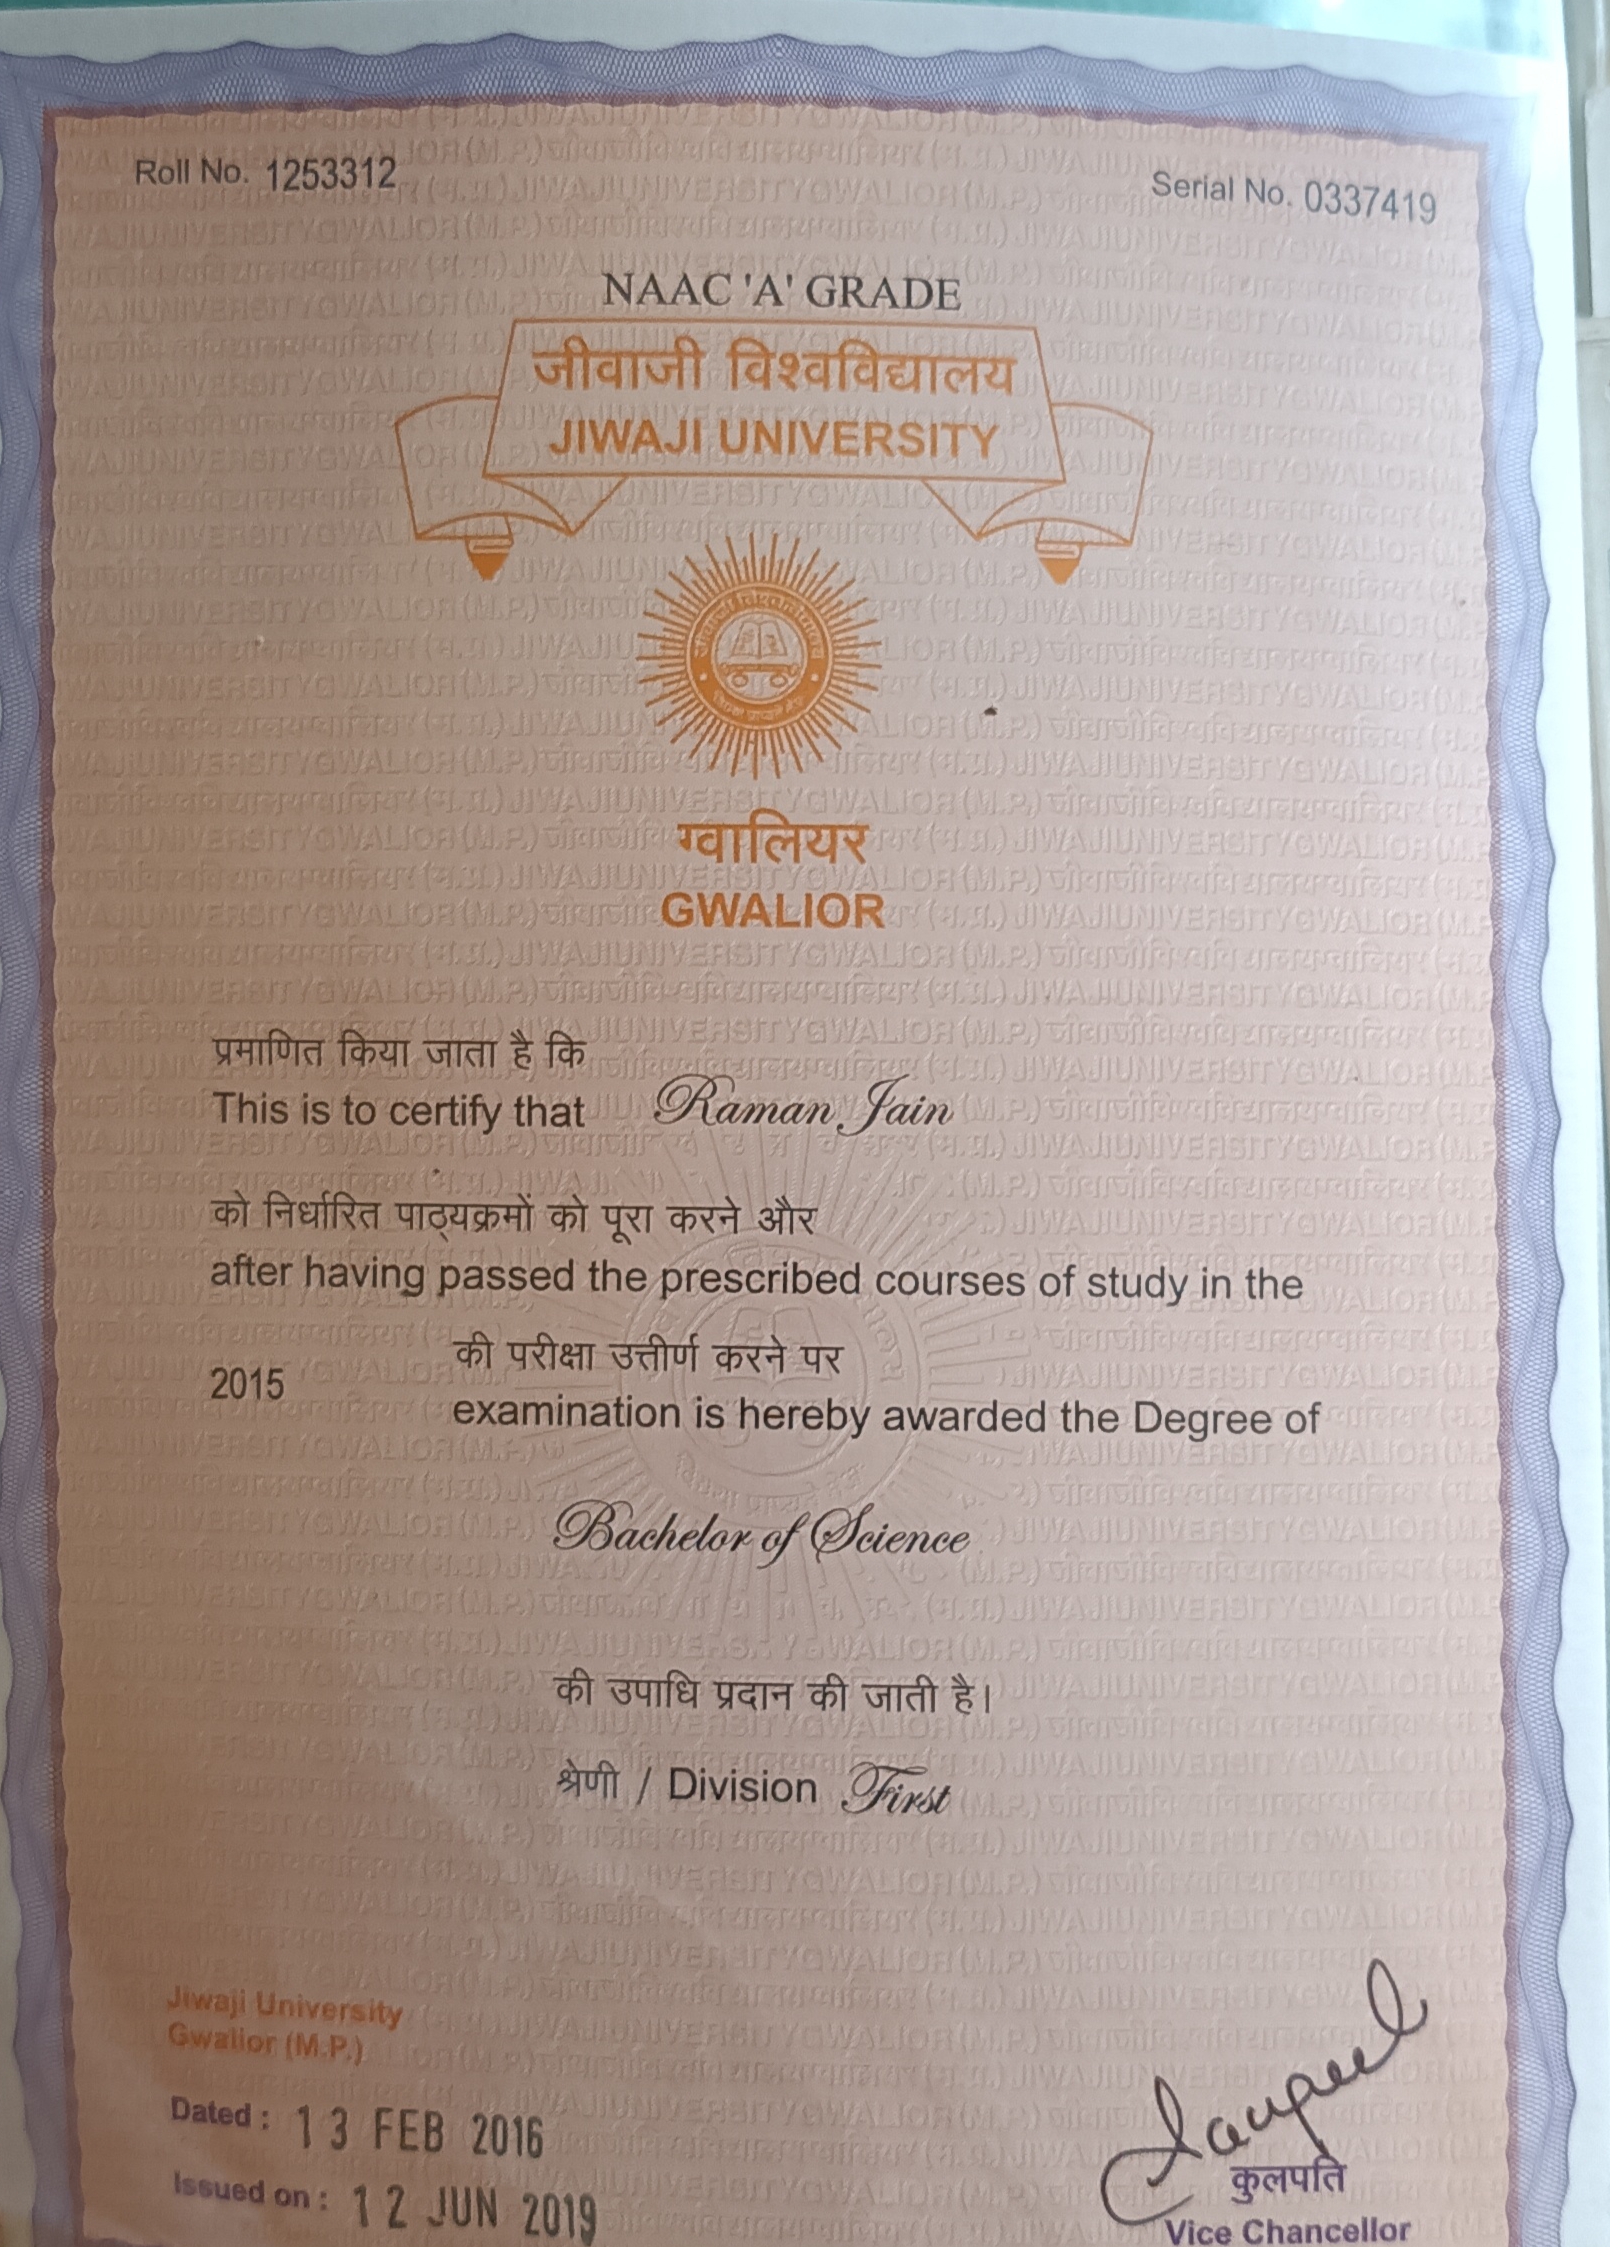 Roll No. 1253312
Serial No. 0337419
NAAC 'A' GRADE
जीवाजी विश्वविद्यालय
JIWAJI UNIVERSITY
ग्वालियर
GWALIOR
प्रमाणित किया जाता है कि
This is to certify that Raman Jain
को निर्धारित पाठ्यक्रमों को पूरा करने और
after having passed the prescribed courses of study in the
की परीक्षा उत्तीर्ण करने पर
2015
examination is hereby awarded the Degree of
Bachelor of Science
की उपाधि प्रदान की जाती है।
श्रेणी / Division First
Jiwaji University
Gwalior (M.P.)
Dated : 13 FEB 2016
Issued on : 12 JUN 2019
कुलपति
Vice Chancellor